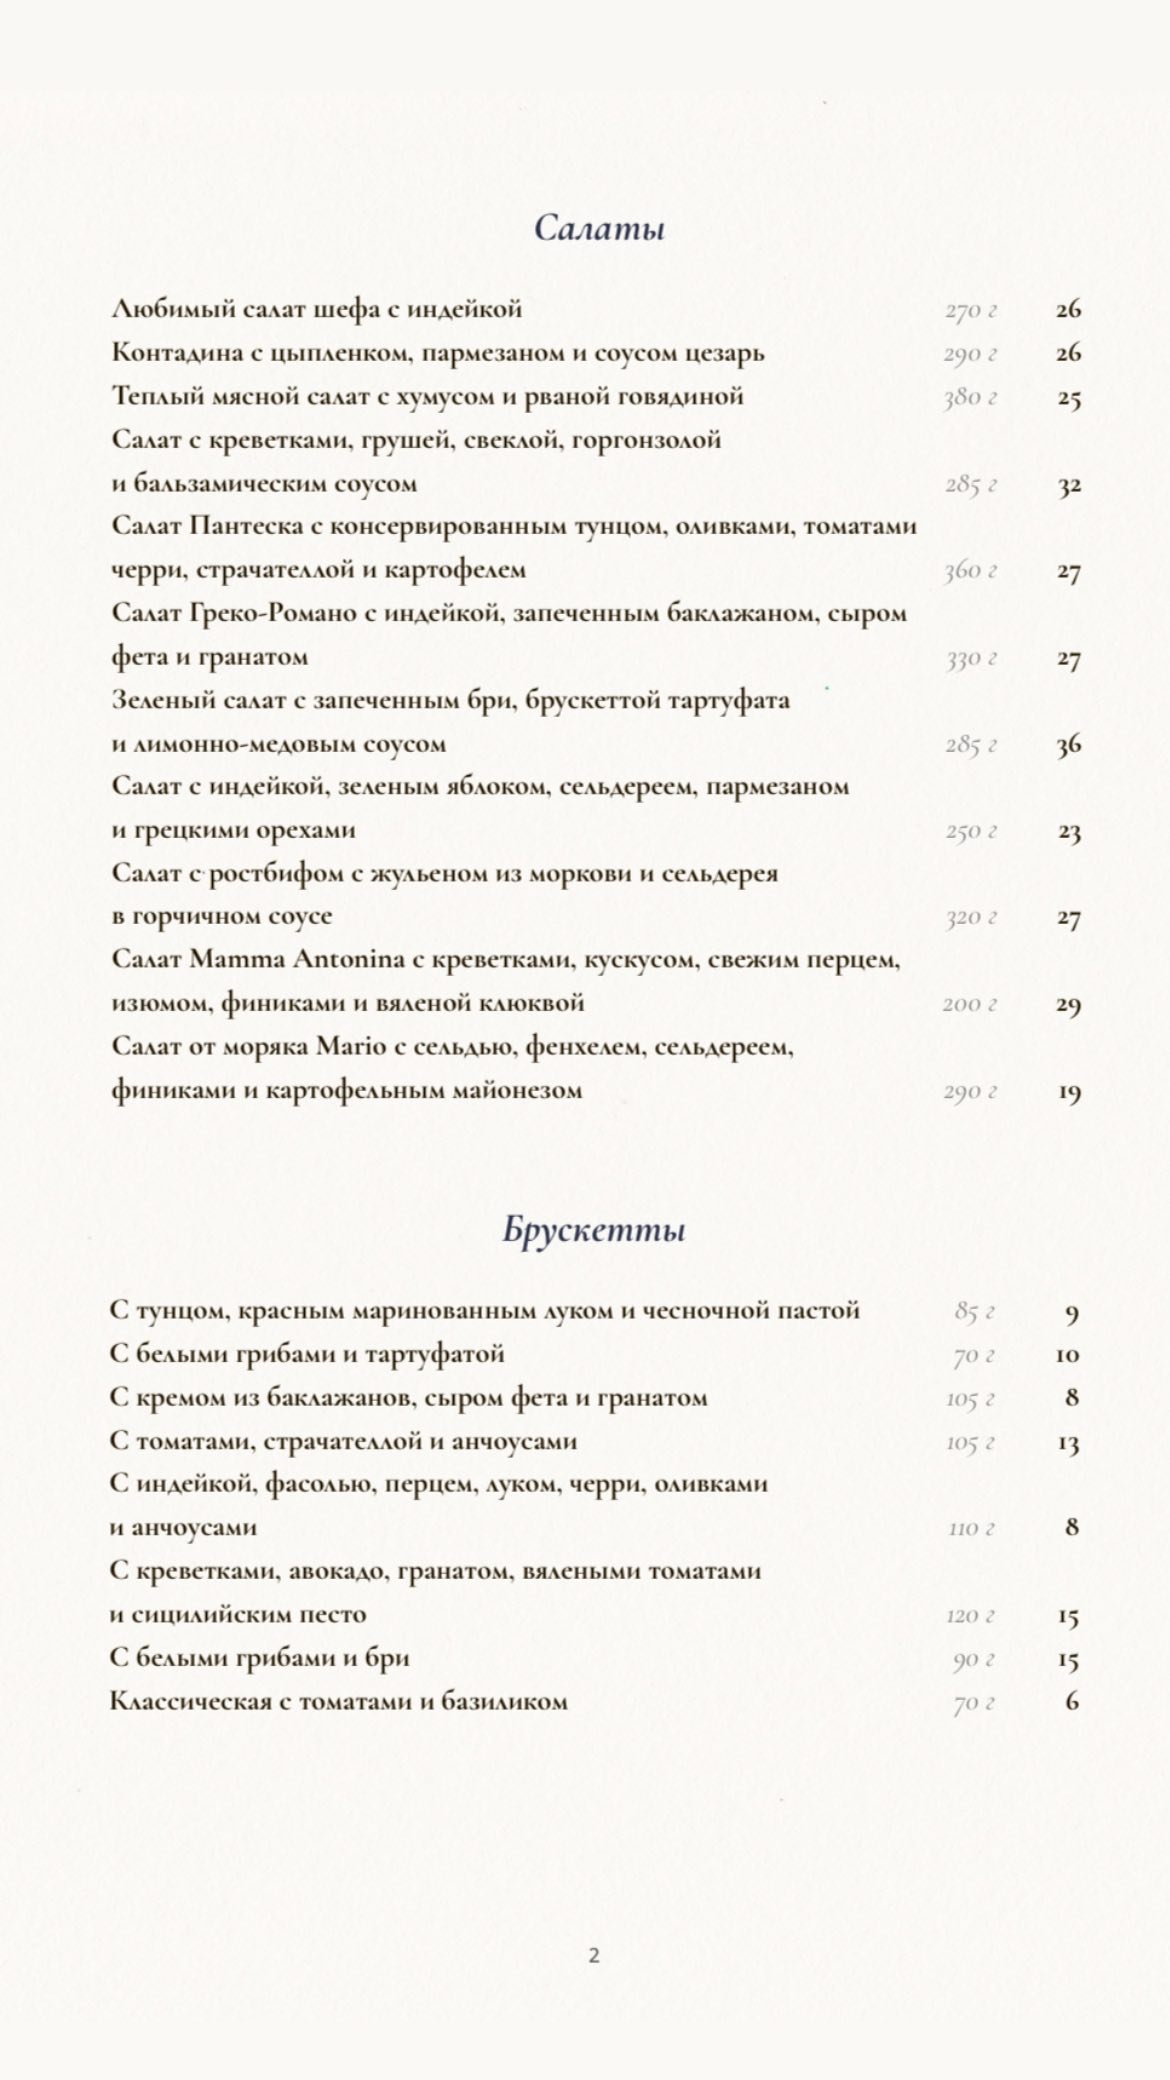 Салаты
Любимый салат шефа с индейкой 270 г 26
Контадина с цыпленком, пармезаном и соусом цезарь 290 г 26
Теплый мясной салат с хумусом и рваной говядиной 380 г 25
Салат с креветками, грушей, свеклой, горгонзолой
и бальзамическим соусом 285 г 32
Салат Пантеска с консервированным тунцом, оливками, томатами
черри, страчателлой и картофелем 360 г 27
Салат Греко-Романо с индейкой, запеченным баклажаном, сыром
фета и гранатом 330 г 27
Зеленый салат с запеченным бри, брускеттой тартуфата
и лимонно-медовым соусом 285 г 36
Салат с индейкой, зеленым яблоком, сельдереем, пармезаном
и грецкими орехами 250 г 23
Салат с ростбифом с жульеном из моркови и сельдерея
в горчичном соусе 320 г 27
Салат Mamma Antonina с креветками, кускусом, свежим перцем,
изюмом, финиками и вяленой клюквой 200 г 29
Салат от моряка Mario с сельдью, фенхелем, сельдереем,
финиками и картофельным майонезом 290 г 19
Брускетты
С тунцом, красным маринованным луком и чесночной пастой 85 г 9
С белыми грибами и тартуфатой 70 г 10
С кремом из баклажанов, сыром фета и гранатом 105 г 8
С томатами, страчателлой и анчоусами 105 г 13
С индейкой, фасолью, перцем, луком, черри, оливками
и анчоусами 110 г 8
С креветками, авокадо, гранатом, вялеными томатами
и сицилийским песто 120 г 15
С белыми грибами и бри 90 г 15
Классическая с томатами и базиликом 70 г 6
2